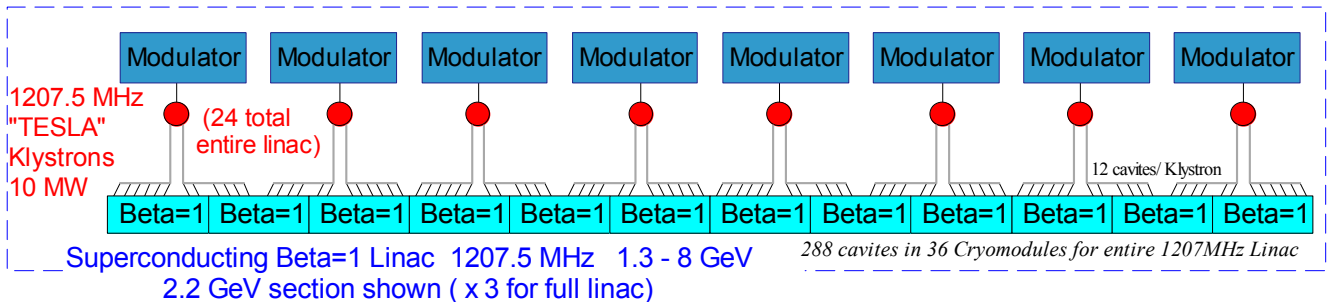 Modulator Modulator Modulator Modulator Modulator Modulator Modulator Modulator
1207.5 MHz
"TESLA"
Klystrons
10 MW
(24 total
entire linac)
12 cavites/ Klystron
Beta=1 Beta=1 Beta=1 Beta=1 Beta=1 Beta=1 Beta=1 Beta=1 Beta=1 Beta=1 Beta=1 Beta=1
Superconducting Beta=1 Linac 1207.5 MHz 1.3 - 8 GeV
288 cavites in 36 Cryomodules for entire 1207MHz Linac
2.2 GeV section shown ( x 3 for full linac)